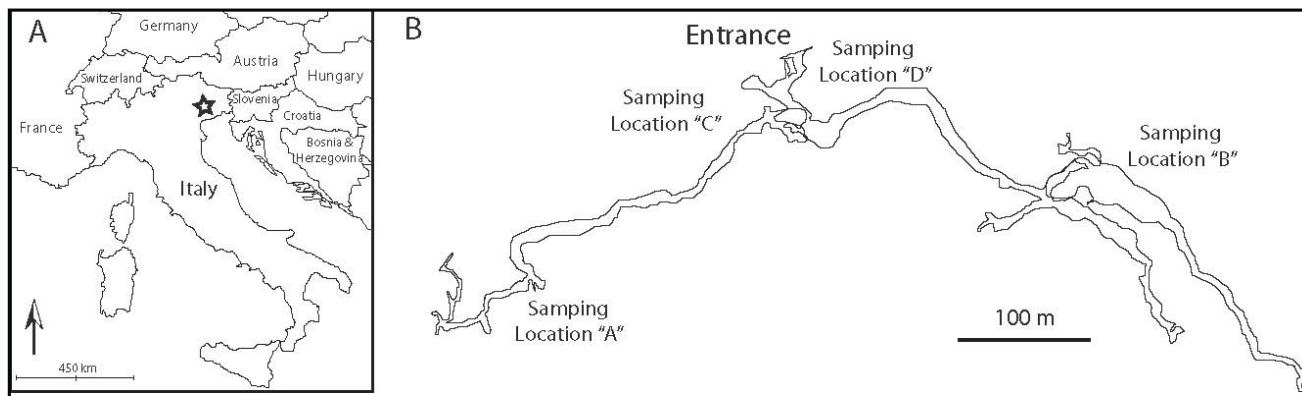 A
Germany
Austria
Switzerland
Hungary
Slovenia
Croatia
France
Bosnia &
Herzegovina
Italy
450 km
B
Entrance
Samping
Location "D"
Samping
Location "C"
Samping
Location "B"
Samping
Location "A"
100 m